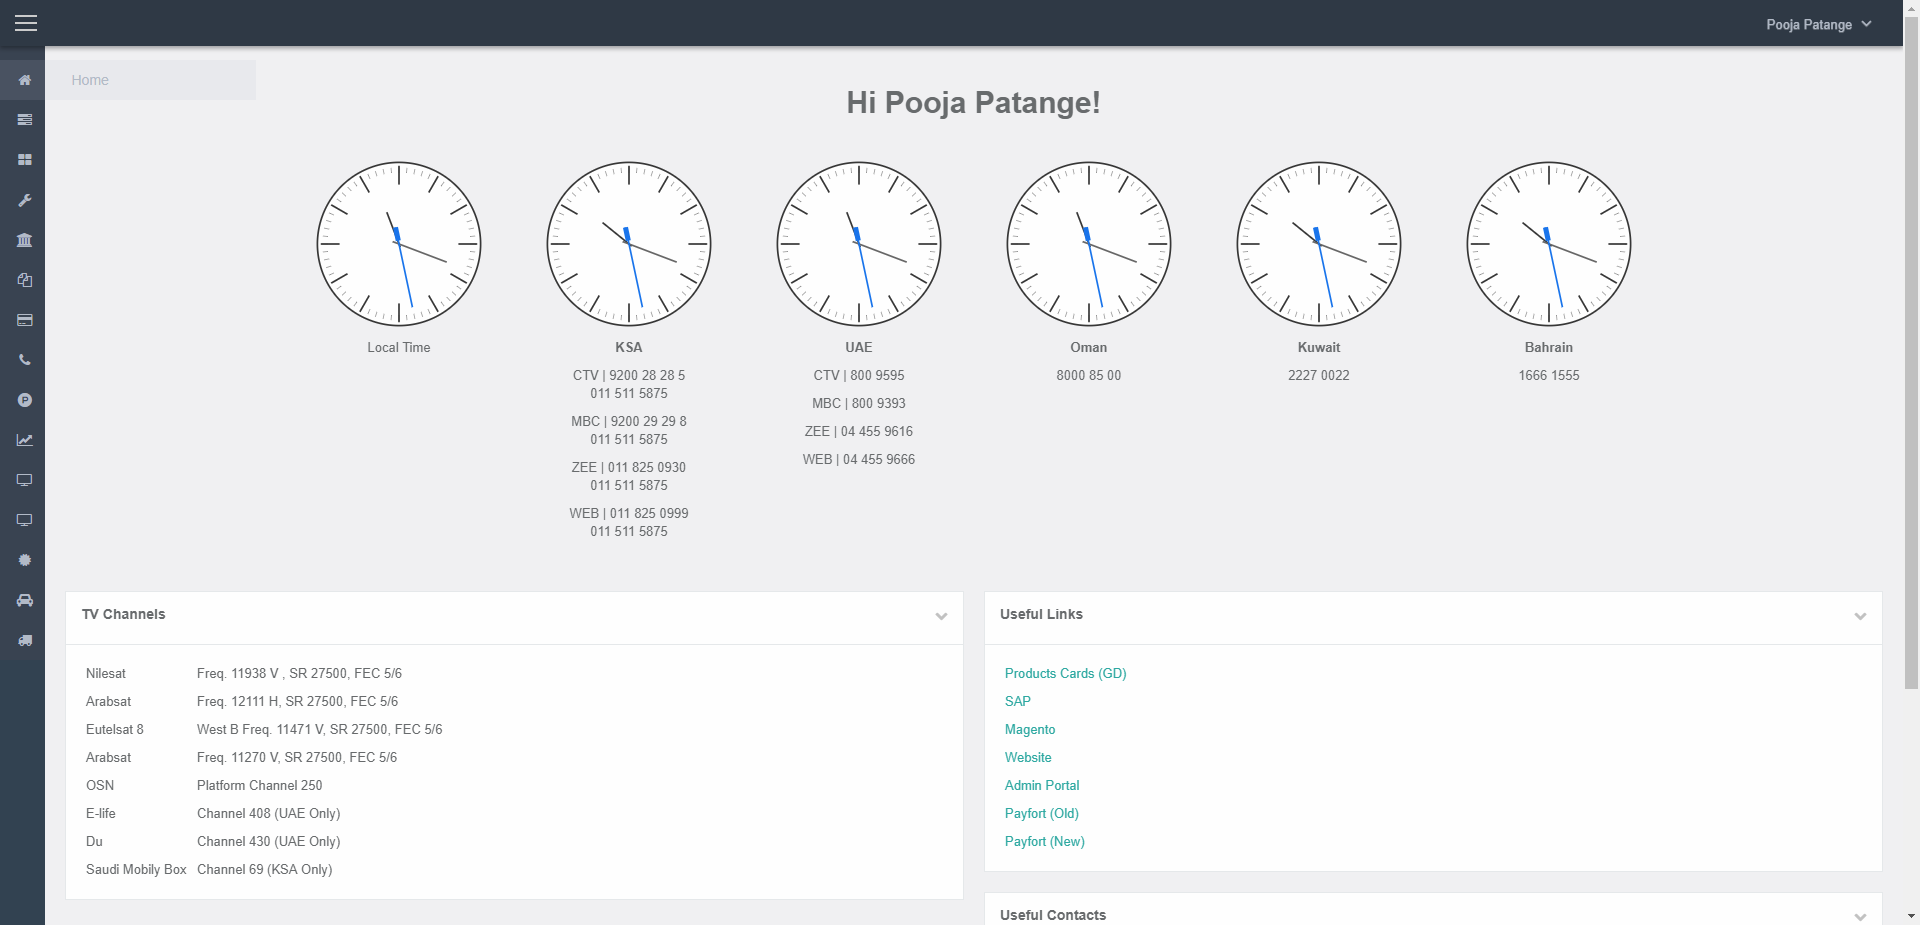 Pooja Patange
Home
Hi Pooja Patange!
Local Time
KSA
CTV | 9200 28 28 5
011 511 5875
MBC | 9200 29 29 8
011 511 5875
ZEE | 011 825 0930
011 511 5875
WEB | 011 825 0999
011 511 5875
UAE
CTV | 800 9595
MBC | 800 9393
ZEE | 04 455 9616
WEB | 04 455 9666
Oman
8000 85 00
Kuwait
2227 0022
Bahrain
1666 1555
TV Channels
Nilesat Freq. 11938 V , SR 27500, FEC 5/6
Arabsat Freq. 12111 H, SR 27500, FEC 5/6
Eutelsat 8 West B Freq. 11471 V, SR 27500, FEC 5/6
Arabsat Freq. 11270 V, SR 27500, FEC 5/6
OSN Platform Channel 250
E-life Channel 408 (UAE Only)
Du Channel 430 (UAE Only)
Saudi Mobily Box Channel 69 (KSA Only)
Useful Links
Products Cards (GD)
SAP
Magento
Website
Admin Portal
Payfort (Old)
Payfort (New)
Useful Contacts